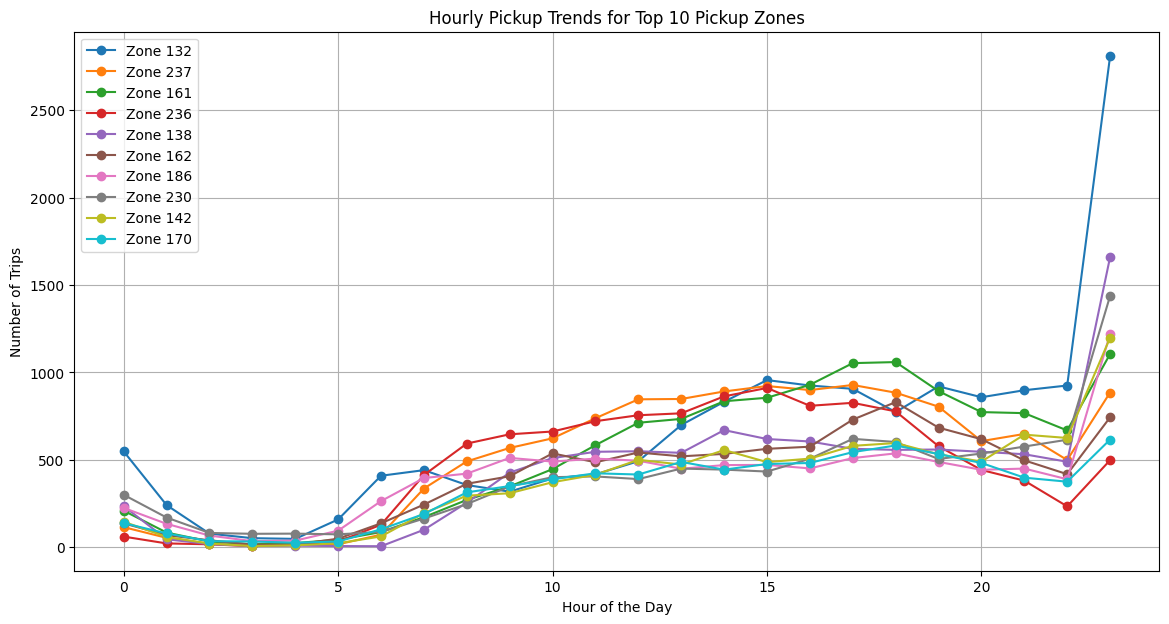 Hourly Pickup Trends for Top 10 Pickup Zones
Zone 132
Zone 237
Zone 161
Zone 236
Zone 138
Zone 162
Zone 186
Zone 230
Zone 142
Zone 170
Number of Trips
2500
2000
1500
1000
500
0
0 5 10 15 20
Hour of the Day